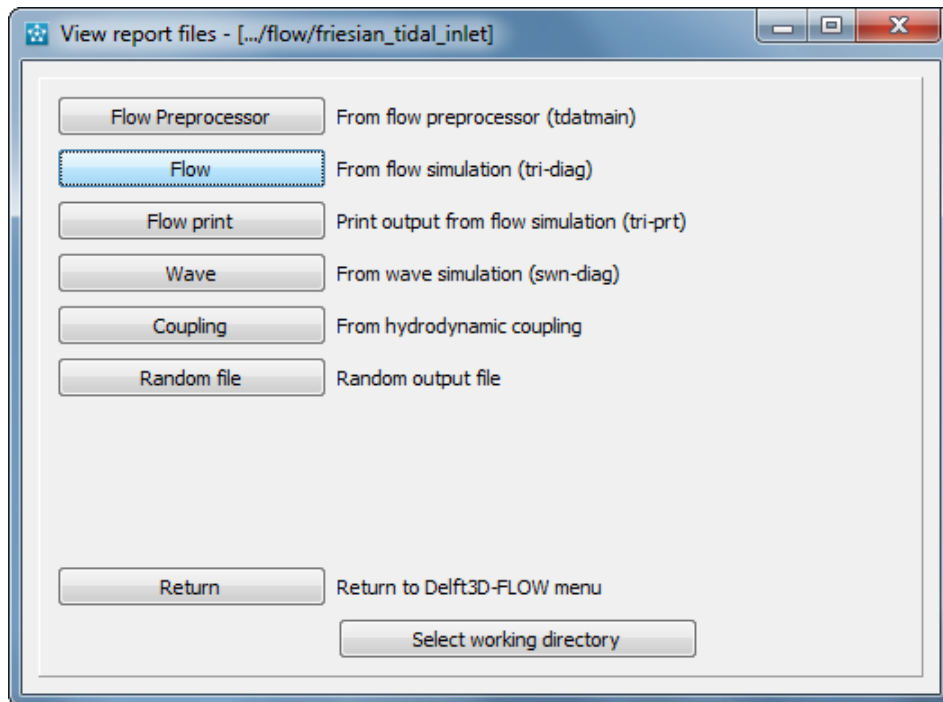 View report files - [.../flow/friesian_tidal_inlet]
Flow Preprocessor From flow preprocessor (tdatmain)
Flow From flow simulation (tri-diag)
Flow print Print output from flow simulation (tri-prt)
Wave From wave simulation (swn-diag)
Coupling From hydrodynamic coupling
Random file Random output file
Return Return to Delft3D-FLOW menu
Select working directory